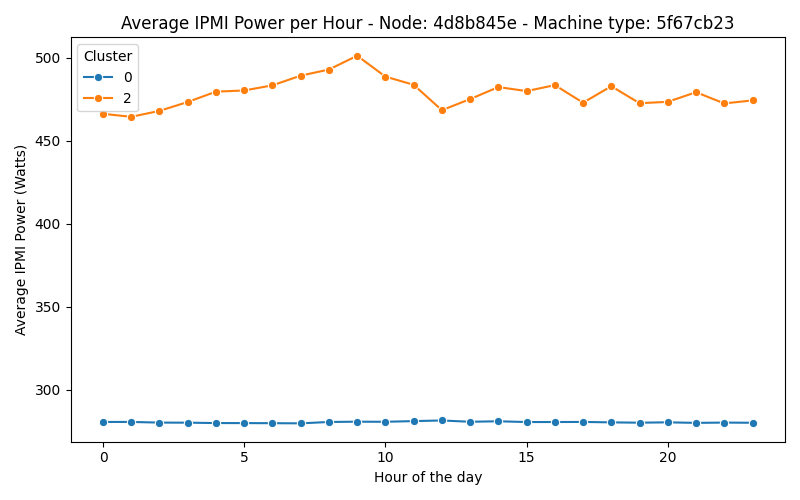 Average IPMI Power per Hour - Node: 4d8b845e - Machine type: 5f67cb23
Cluster
0
2
500
450
400
350
300
Average IPMI Power (Watts)
0 5 10 15 20
Hour of the day